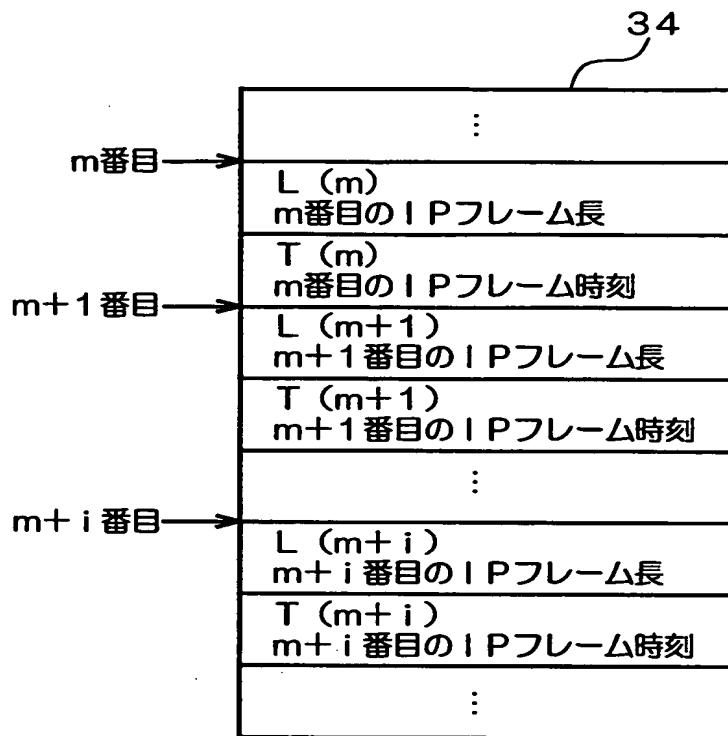 34
⋮
m番目
L (m)
m番目のIPフレーム長
T (m)
m番目のIPフレーム時刻
m+1番目
L (m+1)
m+1番目のIPフレーム長
T (m+1)
m+1番目のIPフレーム時刻
⋮
m+i番目
L (m+i)
m+i番目のIPフレーム長
T (m+i)
m+i番目のIPフレーム時刻
⋮